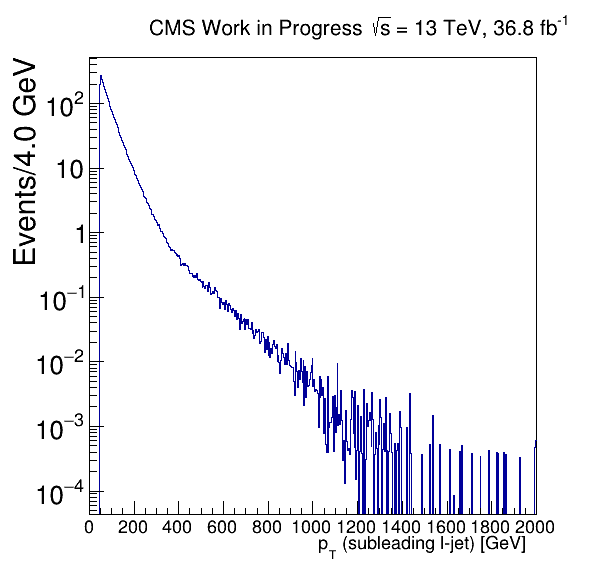 CMS Work in Progress √s = 13 TeV, 36.8 fb⁻¹
Events/4.0 GeV
10²
10
1
10⁻¹
10⁻²
10⁻³
10⁻⁴
0 200 400 600 800 1000 1200 1400 1600 1800 2000
p_T (subleading l-jet) [GeV]